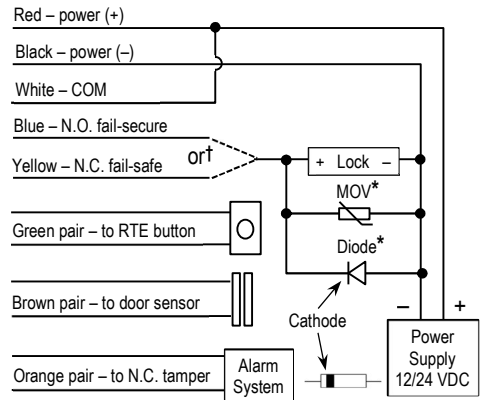 Red – power (+)
Black – power (–)
White – COM
Blue – N.O. fail-secure
or†
Yellow – N.C. fail-safe
+ Lock –
MOV*
Green pair – to RTE button
Diode*
Brown pair – to door sensor
Cathode
– +
Power
Supply
12/24 VDC
Orange pair – to N.C. tamper
Alarm
System